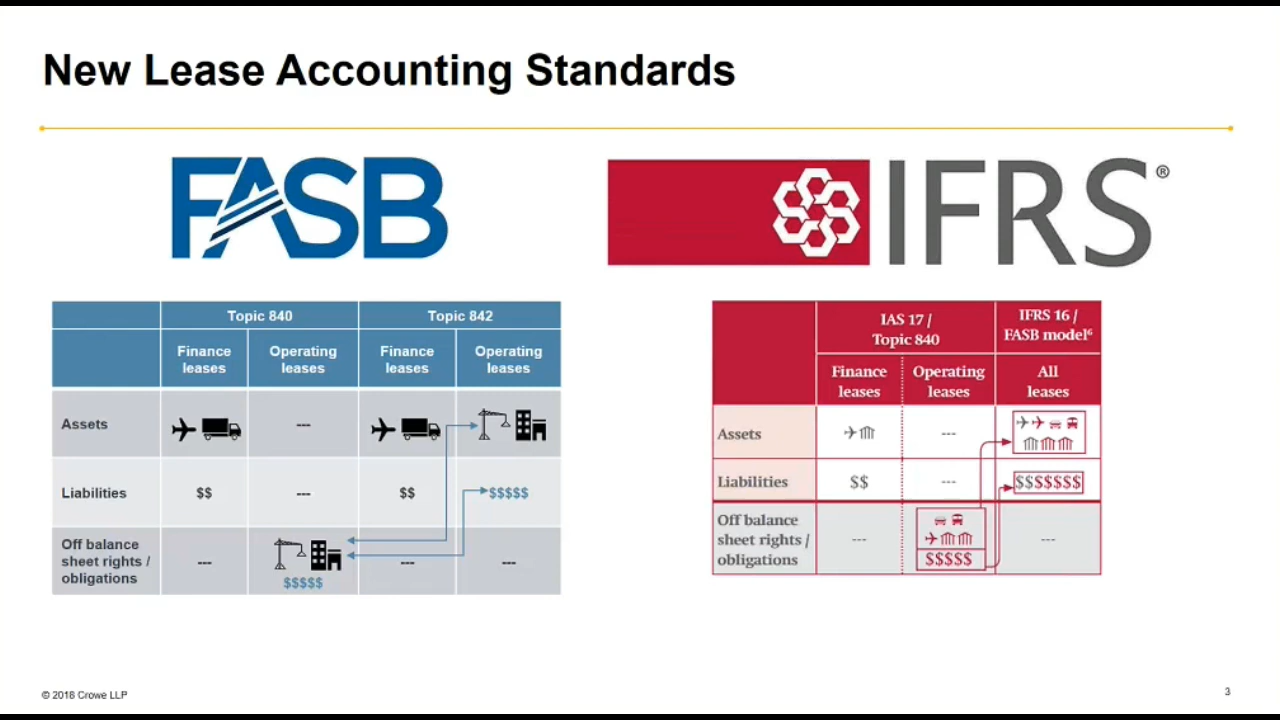 New Lease Accounting Standards
FASB
IFRS®
Topic 840
Topic 842
Finance
leases
Operating
leases
Finance
leases
Operating
leases
Assets
---
Liabilities
$$
---
$$
$$$$$
Off balance
sheet rights /
obligations
---
$$$$$
---
---
IAS 17 /
Topic 840
IFRS 16 /
FASB model⁶
Finance
leases
Operating
leases
All
leases
Assets
---
Liabilities
$$
---
$$$$$$$
Off balance
sheet rights /
obligations
---
$$$$$
---
© 2018 Crowe LLP
3